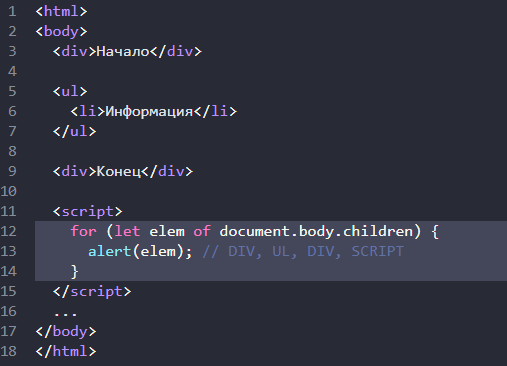 1 <html>
2 <body>
3   <div>Начало</div>
4
5   <ul>
6     <li>Информация</li>
7   </ul>
8
9   <div>Конец</div>
10
11   <script>
12     for (let elem of document.body.children) {
13       alert(elem); // DIV, UL, DIV, SCRIPT
14     }
15   </script>
16   ...
17 </body>
18 </html>